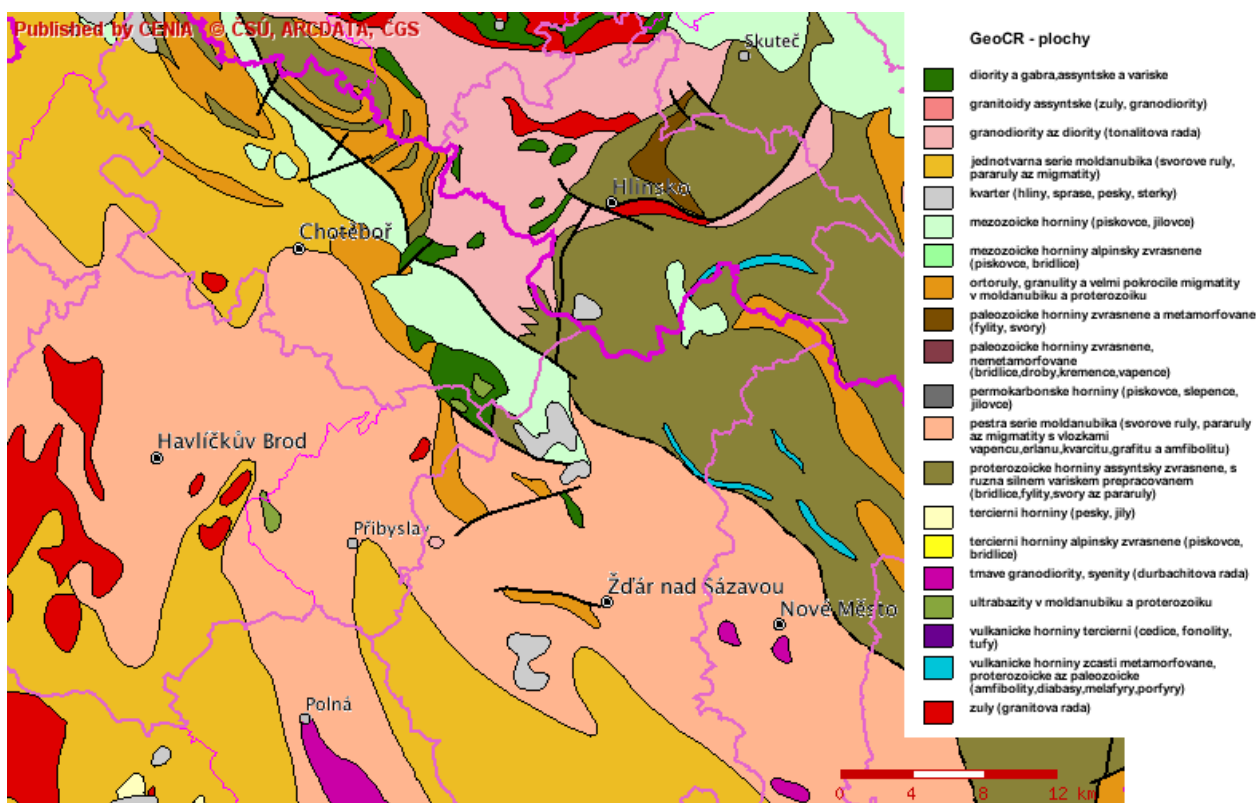 Published by CENIA © ČSÚ, ARCDATA, ČGS
Skuteč
Hlinsko
Chotěboř
Havlíčkův Brod
Přibyslav
Žďár nad Sázavou
Nové Město
Polná
0 4 8 12 km
GeoCR - plochy
diority a gabra,assyntske a variske
granitoidy assyntske (zuly, granodiority)
granodiority az diority (tonalitova rada)
jednotvarna serie moldanubika (svorove ruly,
pararuly az migmatity)
kvarter (hliny, sprase, pesky, sterky)
mezozoicke horniny (piskovce, jilovce)
mezozoicke horniny alpinsky zvrasnene
(piskovce, bridlice)
ortoruly, granulity a velmi pokrocile migmatity
v moldanubiku a proterozoiku
paleozoicke horniny zvrasnene a metamorfovane
(fylity, svory)
paleozoicke horniny zvrasnene,
nemetamorfovane
(bridlice,droby,kremence,vapence)
permokarbonske horniny (piskovce, slepence,
jilovce)
pestra serie moldanubika (svorove ruly, pararuly
az migmatity s vlozkami
vapencu,erlanu,kvarcitu,grafitu a amfibolitu)
proterozoicke horniny assyntsky zvrasnene, s
ruzna silnem variskem prepracovanem
(bridlice,fylity,svory az pararuly)
tercierni horniny (pesky, jily)
tercierni horniny alpinsky zvrasnene (piskovce,
bridlice)
tmave granodiority, syenity (durbachitova rada)
ultrabazity v moldanubiku a proterozoiku
vulkanicke horniny tercierni (cedice, fonolity,
tufy)
vulkanicke horniny zcasti metamorfovane,
proterozoicke az paleozoicke
(amfibolity,diabasy,melafyry,porfyry)
zuly (granitova rada)